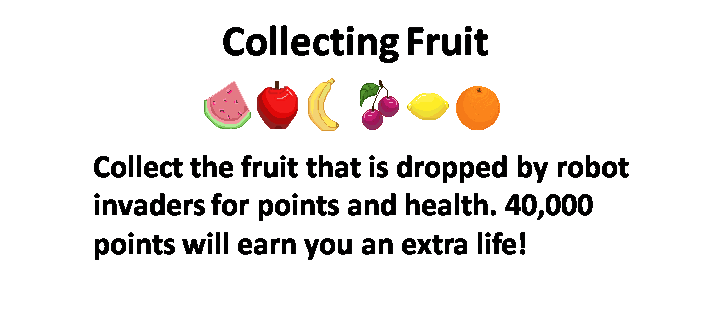 Collecting Fruit
Collect the fruit that is dropped by robot
invaders for points and health. 40,000
points will earn you an extra life!